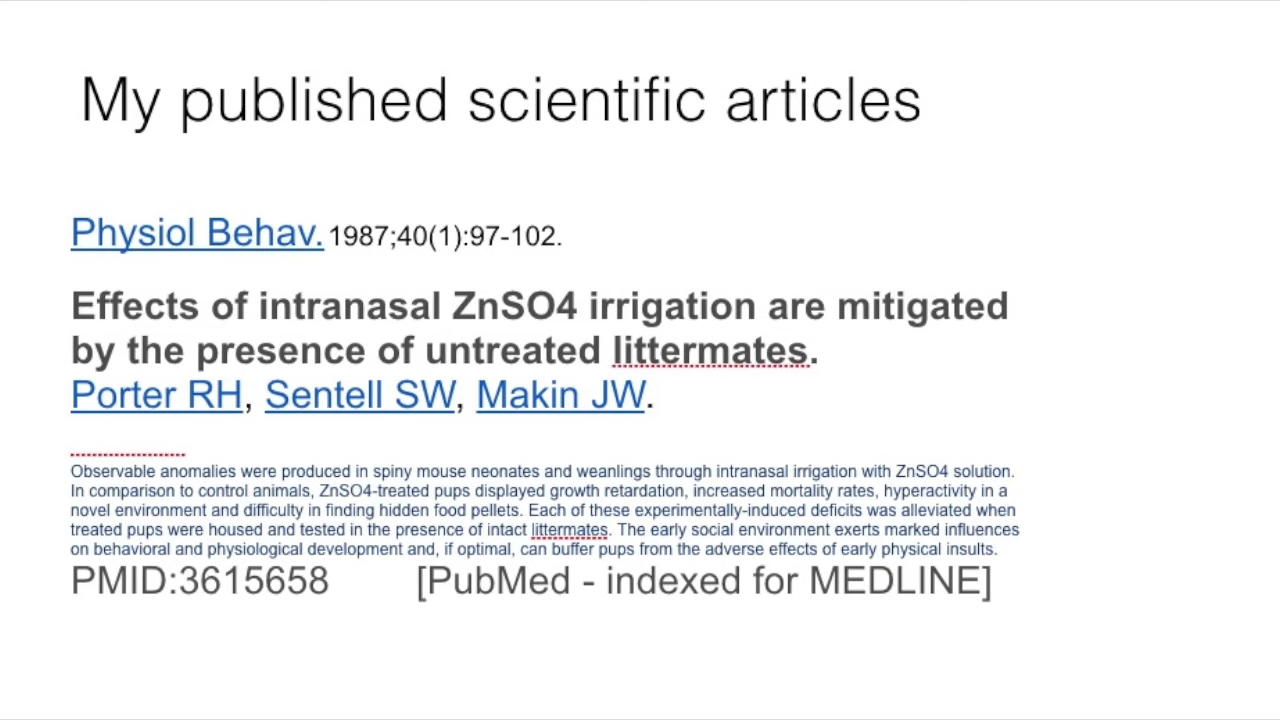 My published scientific articles
Physiol Behav. 1987;40(1):97-102.
Effects of intranasal ZnSO4 irrigation are mitigated
by the presence of untreated littermates.
Porter RH, Sentell SW, Makin JW.
Observable anomalies were produced in spiny mouse neonates and weanlings through intranasal irrigation with ZnSO4 solution.
In comparison to control animals, ZnSO4-treated pups displayed growth retardation, increased mortality rates, hyperactivity in a
novel environment and difficulty in finding hidden food pellets. Each of these experimentally-induced deficits was alleviated when
treated pups were housed and tested in the presence of intact littermates. The early social environment exerts marked influences
on behavioral and physiological development and, if optimal, can buffer pups from the adverse effects of early physical insults.
PMID:3615658 [PubMed - indexed for MEDLINE]